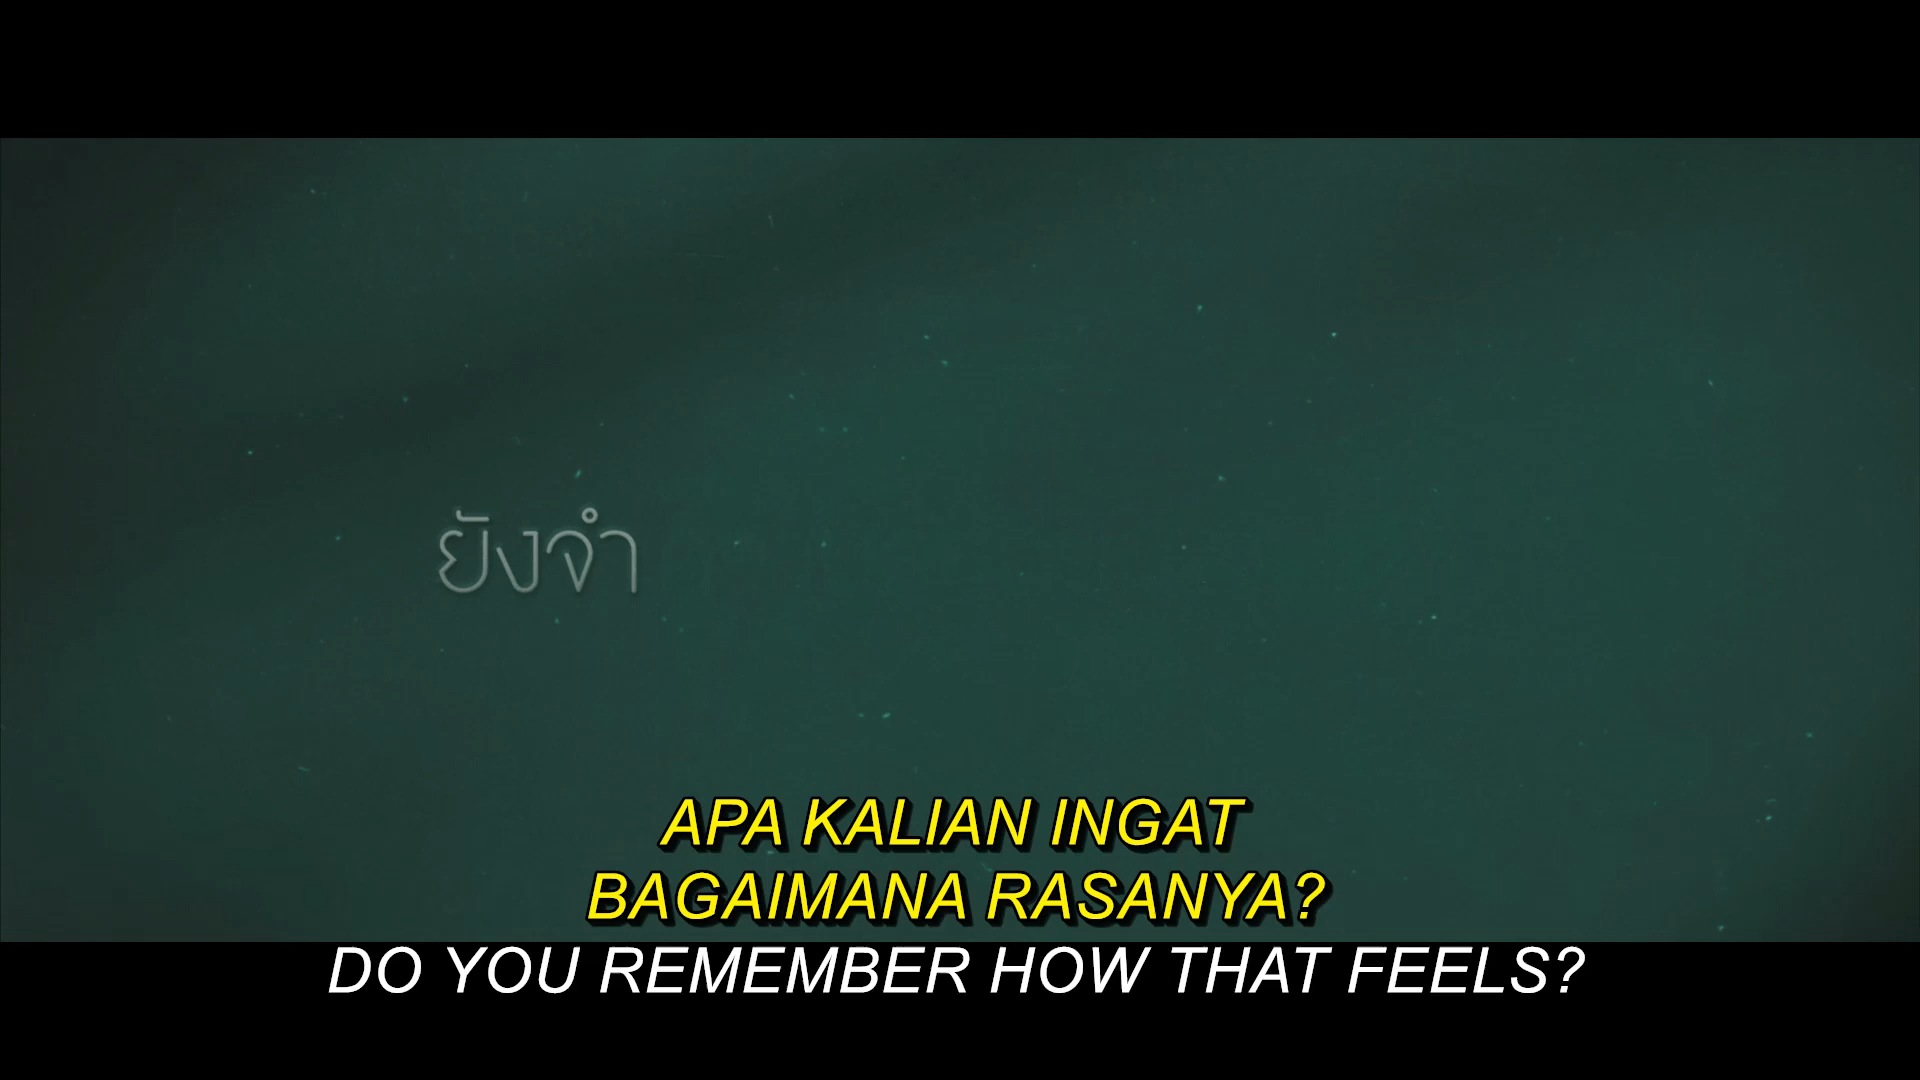 ยังจำ
APA KALIAN INGAT
BAGAIMANA RASANYA?
DO YOU REMEMBER HOW THAT FEELS?